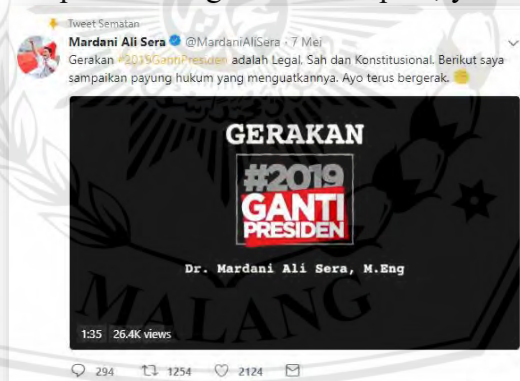 Tweet Sematan
Mardani Ali Sera @MardaniAliSera · 7 Mei
Gerakan #2019GantiPresiden adalah Legal. Sah dan Konstitusional. Berikut saya
sampaikan payung hukum yang menguatkannya. Ayo terus bergerak.
GERAKAN
#2019
GANTI
PRESIDEN
Dr. Mardani Ali Sera, M.Eng
MALANG
1:35 26.4K views
294 1254 2124